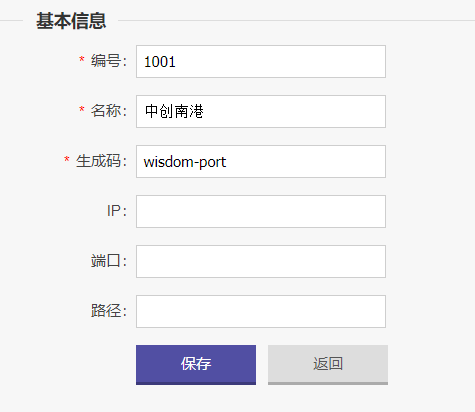 基本信息
* 编号： 1001
* 名称： 中创南港
* 生成码： wisdom-port
IP：
端口：
路径：
保存 返回